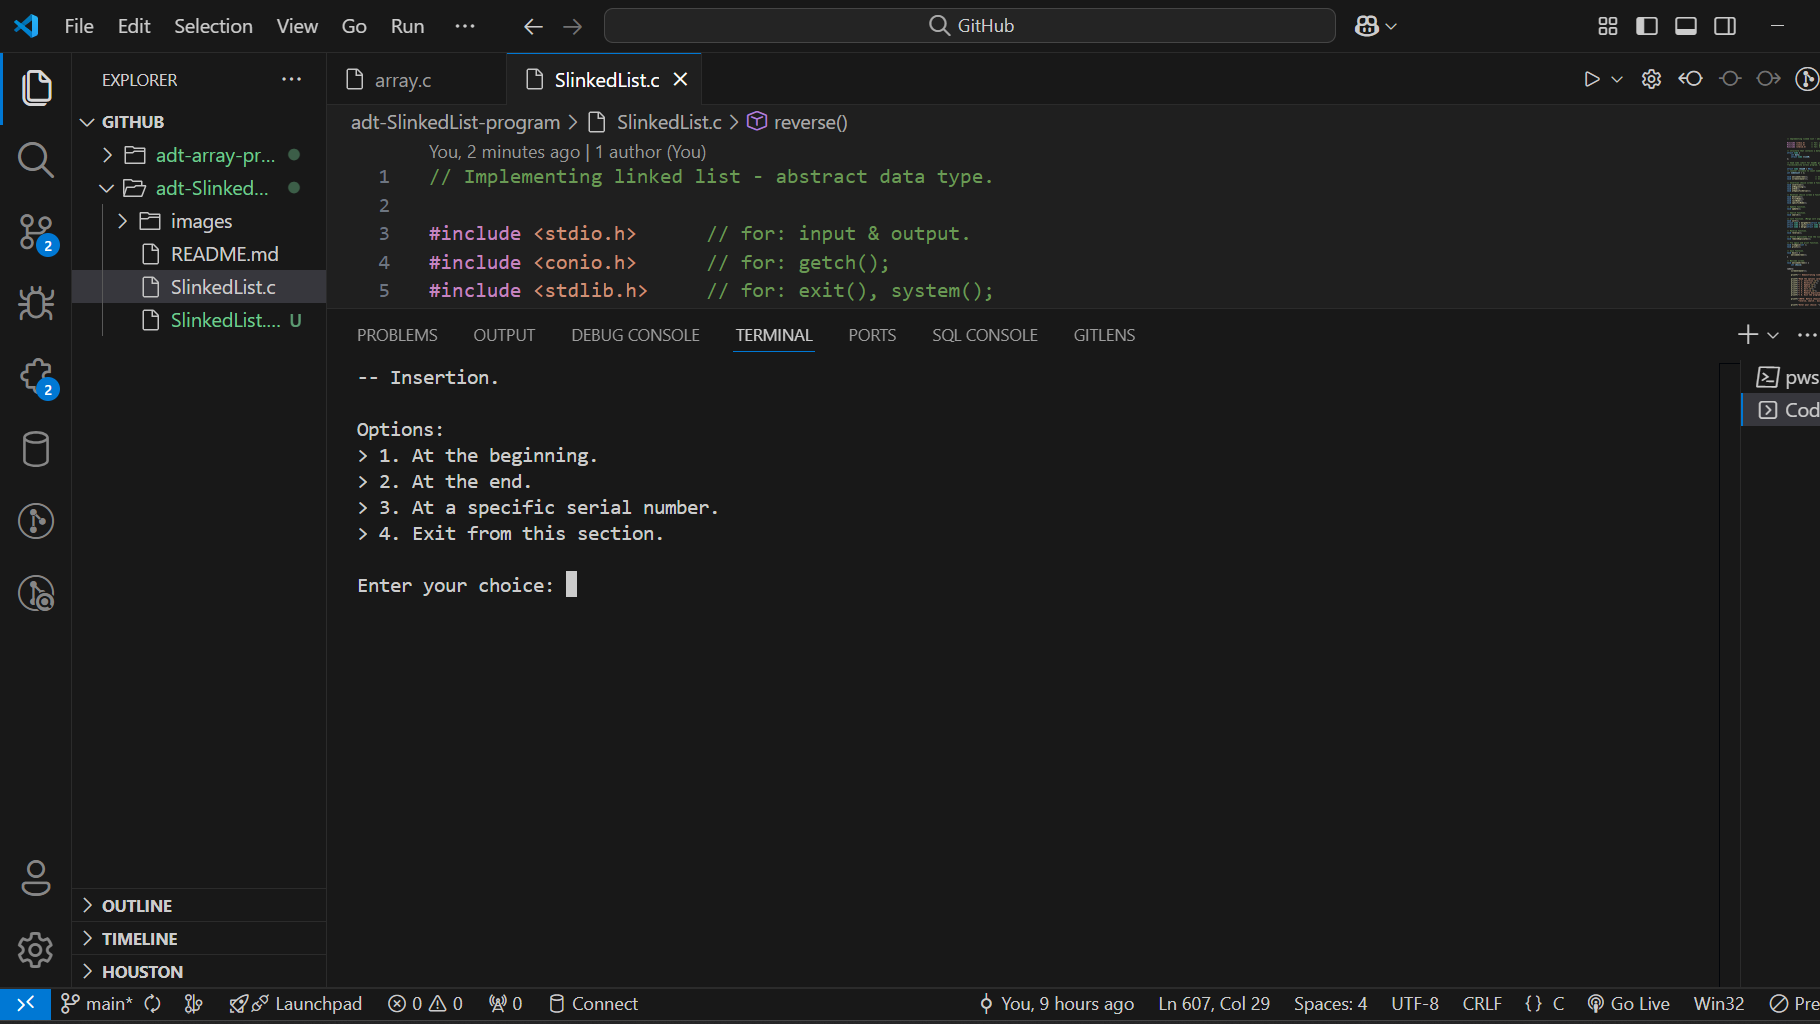 File Edit Selection View Go Run
GitHub
EXPLORER
GITHUB
adt-array-pr...
adt-Slinked...
images
README.md
SlinkedList.c
SlinkedList.... U
2
2
array.c
SlinkedList.c
adt-SlinkedList-program > SlinkedList.c > reverse()
You, 2 minutes ago | 1 author (You)
1 // Implementing linked list - abstract data type.
2
3 #include <stdio.h> // for: input & output.
4 #include <conio.h> // for: getch();
5 #include <stdlib.h> // for: exit(), system();
PROBLEMS OUTPUT DEBUG CONSOLE TERMINAL PORTS SQL CONSOLE GITLENS
-- Insertion.
Options:
> 1. At the beginning.
> 2. At the end.
> 3. At a specific serial number.
> 4. Exit from this section.
Enter your choice:
pws
Cod
OUTLINE
TIMELINE
HOUSTON
main* Launchpad 0 0 0 Connect You, 9 hours ago Ln 607, Col 29 Spaces: 4 UTF-8 CRLF {} C Go Live Win32 Pre